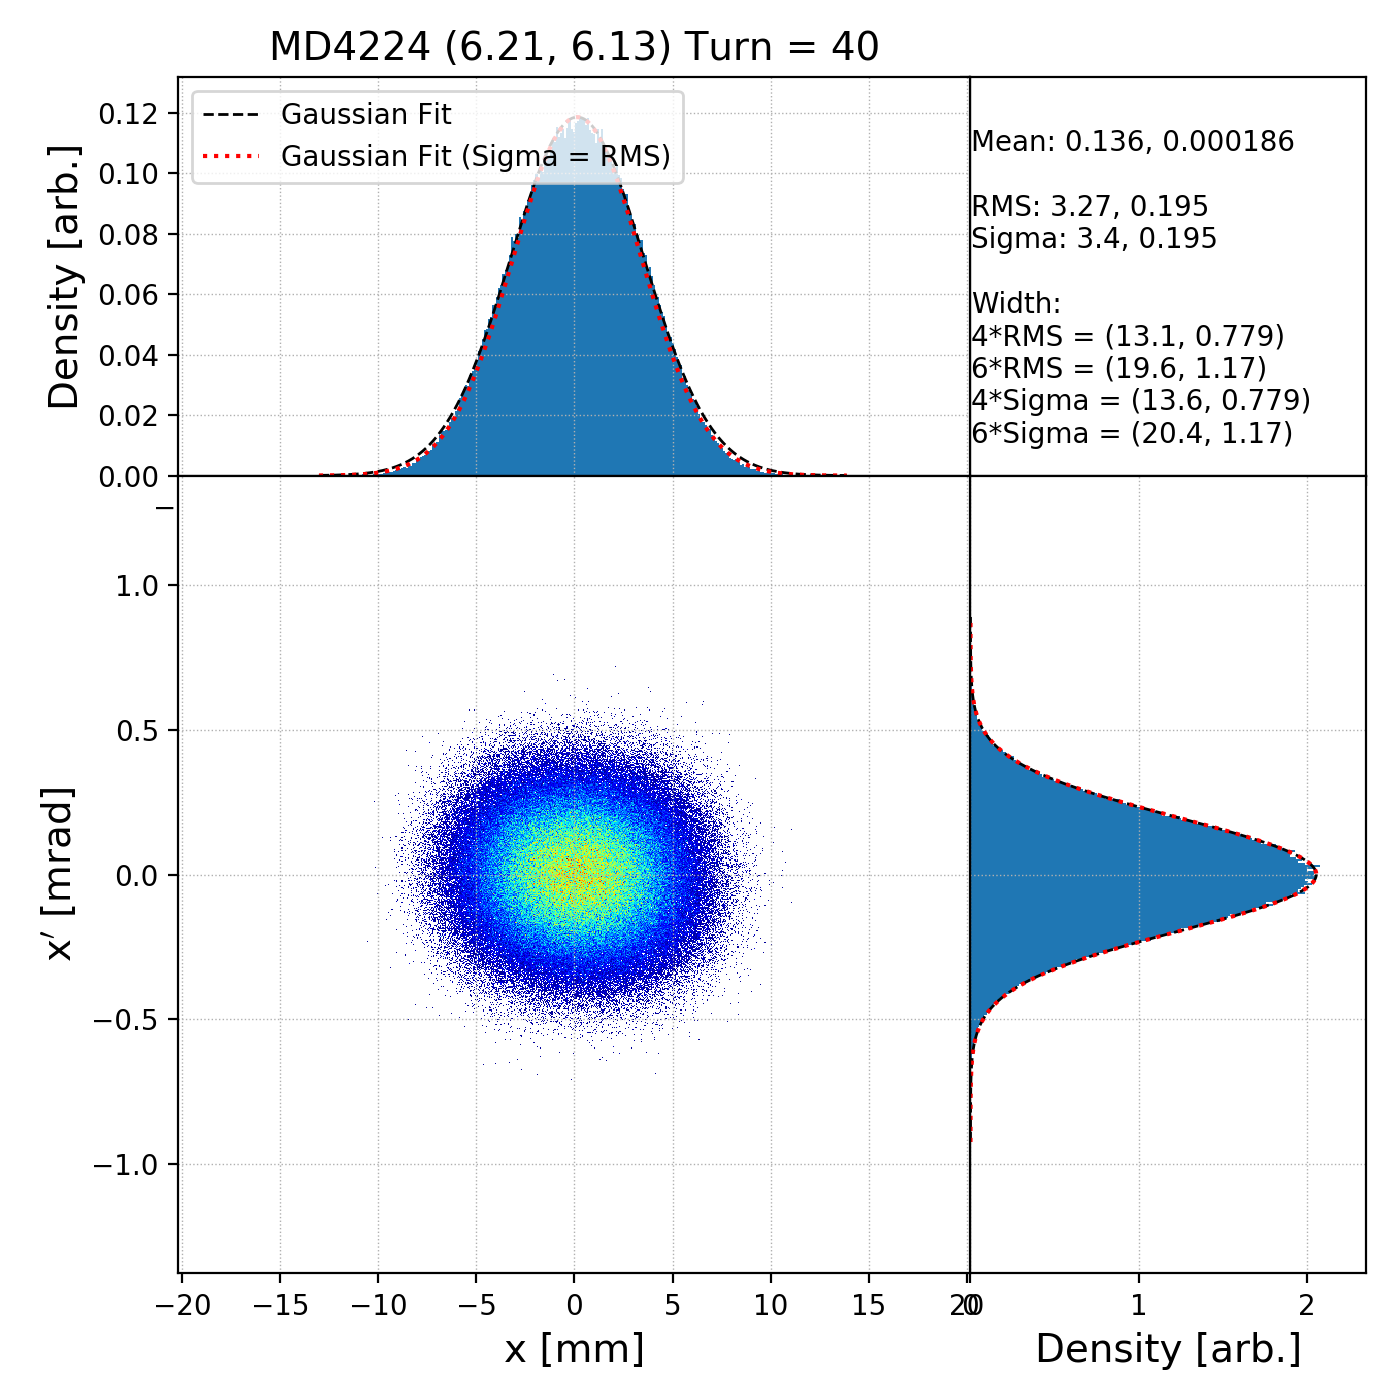 MD4224 (6.21, 6.13) Turn = 40
Gaussian Fit
Gaussian Fit (Sigma = RMS)
Density [arb.]
0.12
0.10
0.08
0.06
0.04
0.02
0.00
Mean: 0.136, 0.000186
RMS: 3.27, 0.195
Sigma: 3.4, 0.195
Width:
4*RMS = (13.1, 0.779)
6*RMS = (19.6, 1.17)
4*Sigma = (13.6, 0.779)
6*Sigma = (20.4, 1.17)
x′ [mrad]
1.0
0.5
0.0
−0.5
−1.0
−20 −15 −10 −5 0 5 10 15 20
x [mm]
0 1 2
Density [arb.]